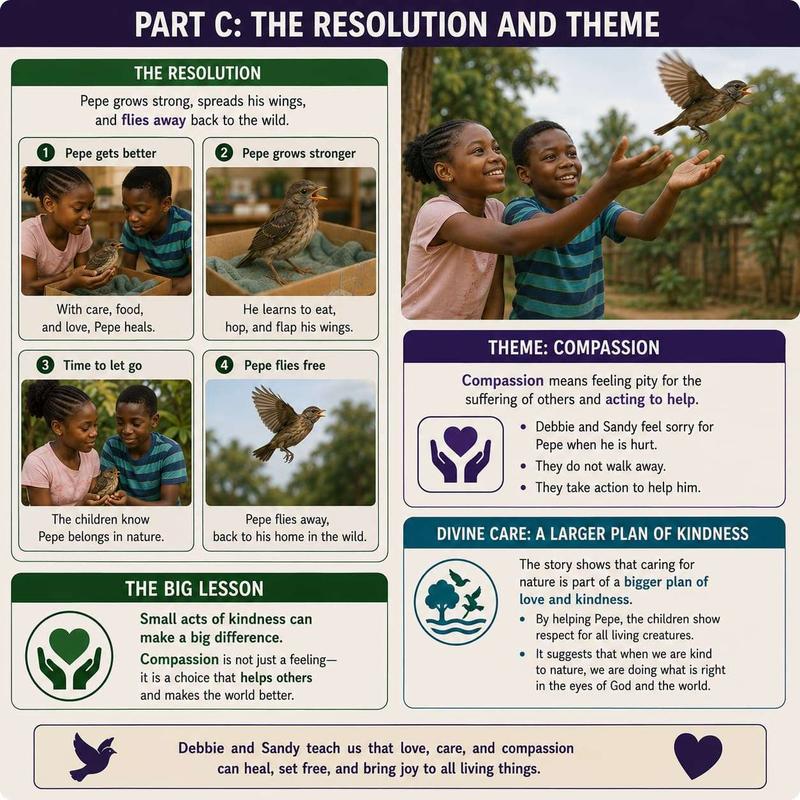 PART C: THE RESOLUTION AND THEME
THE RESOLUTION
Pepe grows strong, spreads his wings,
and flies away back to the wild.
1 Pepe gets better
With care, food,
and love, Pepe heals.
2 Pepe grows stronger
He learns to eat,
hop, and flap his wings.
3 Time to let go
The children know
Pepe belongs in nature.
4 Pepe flies free
Pepe flies away,
back to his home in the wild.
THE BIG LESSON
Small acts of kindness can
make a big difference.
Compassion is not just a feeling—
it is a choice that helps others
and makes the world better.
THEME: COMPASSION
Compassion means feeling pity for the
suffering of others and acting to help.
• Debbie and Sandy feel sorry for
Pepe when he is hurt.
• They do not walk away.
• They take action to help him.
DIVINE CARE: A LARGER PLAN OF KINDNESS
The story shows that caring for
nature is part of a bigger plan of
love and kindness.
• By helping Pepe, the children show
respect for all living creatures.
• It suggests that when we are kind
to nature, we are doing what is right
in the eyes of God and the world.
Debbie and Sandy teach us that love, care, and compassion
can heal, set free, and bring joy to all living things.